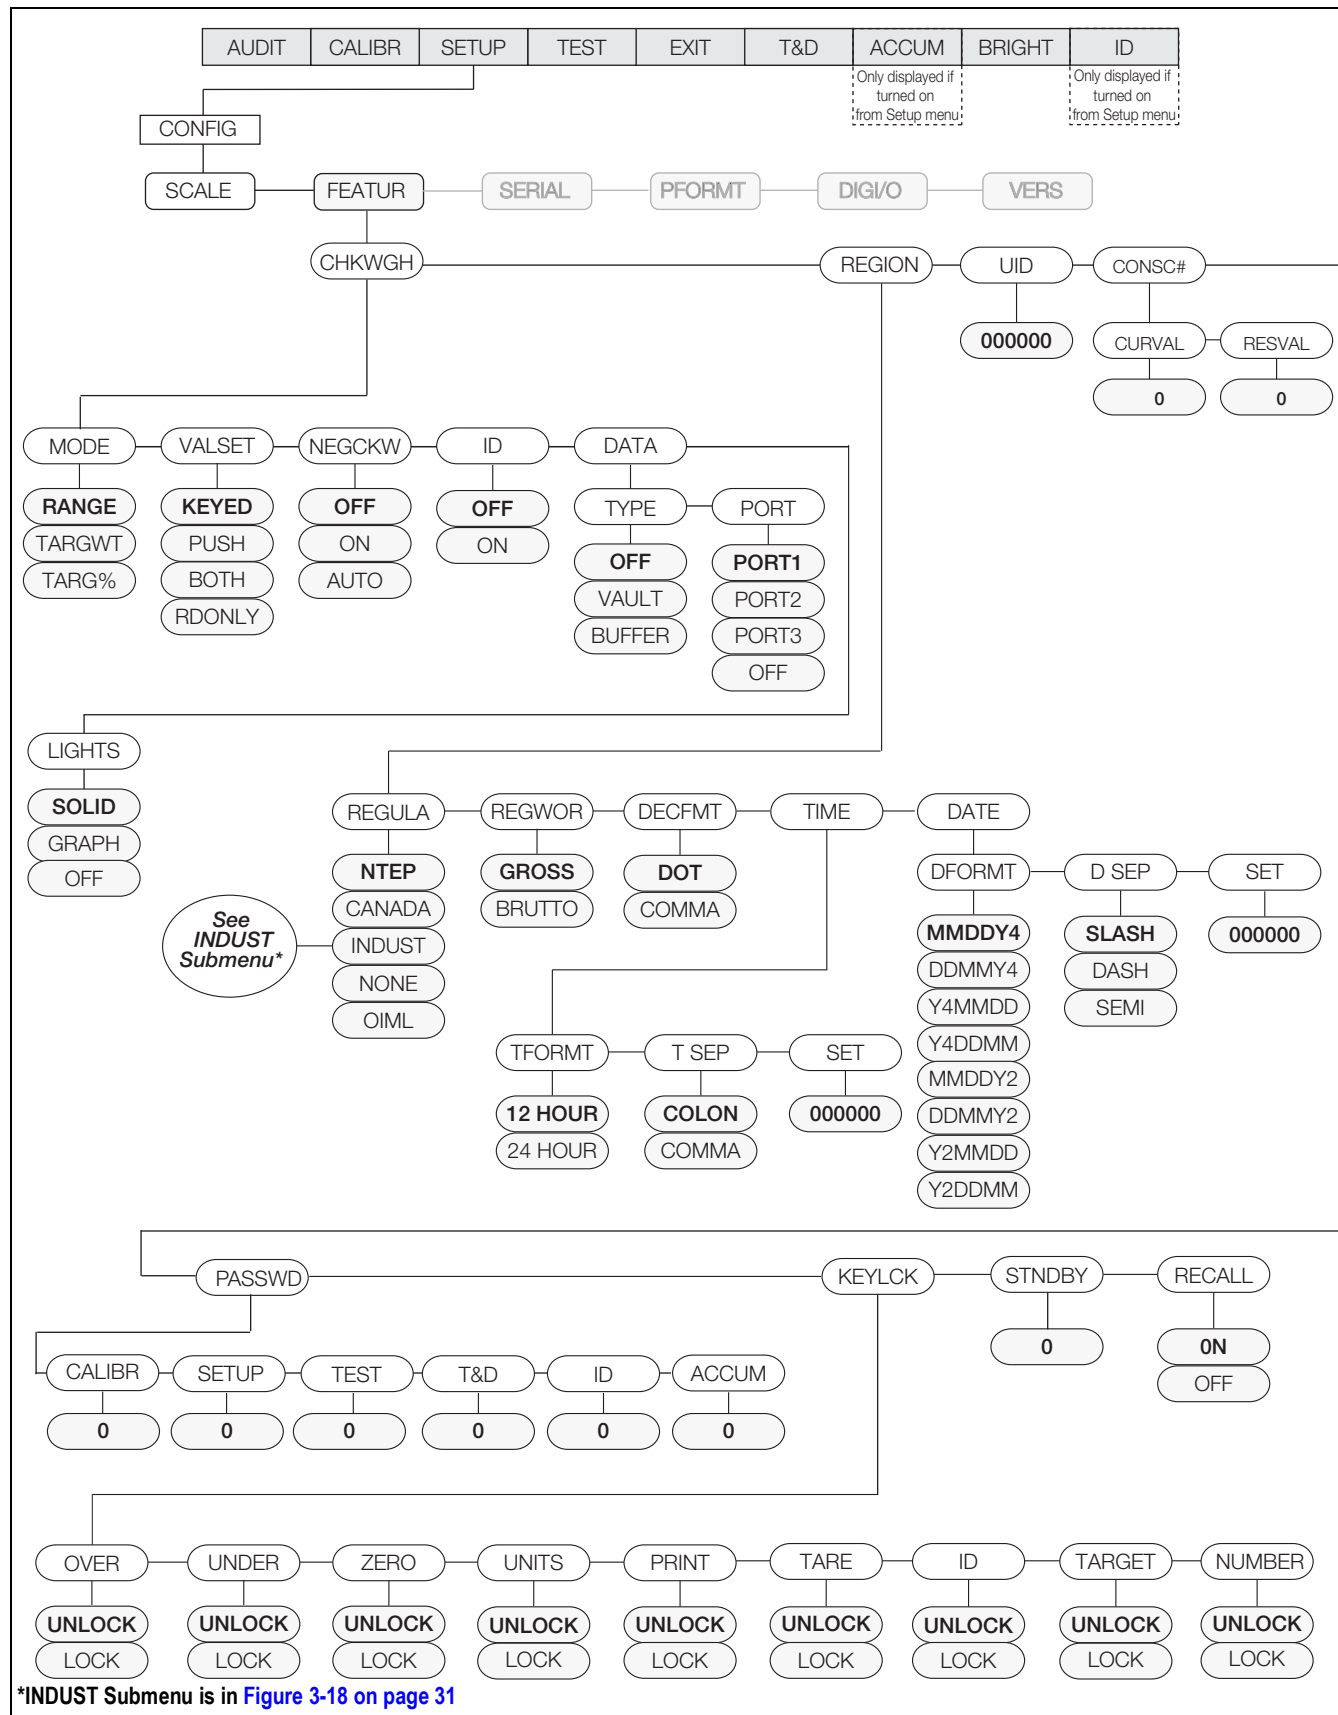 AUDIT CALIBR SETUP TEST EXIT T&D ACCUM BRIGHT ID
Only displayed if turned on from Setup menu
Only displayed if turned on from Setup menu
CONFIG
SCALE FEATUR SERIAL PFORMT DIGI/O VERS
CHKWGH REGION UID CONSC#
000000 CURVAL RESVAL
0 0
MODE VALSET NEGCKW ID DATA
RANGE KEYED OFF OFF TYPE PORT
TARGWT PUSH ON ON OFF PORT1
TARG% BOTH AUTO VAULT PORT2
RDONLY BUFFER PORT3
OFF
LIGHTS
SOLID
GRAPH
OFF
REGULA REGWOR DECFMT TIME DATE
NTEP GROSS DOT DFORMT D SEP SET
CANADA BRUTTO COMMA MMDDY4 SLASH 000000
See
INDUST
Submenu*
INDUST DDMMY4 DASH
NONE Y4MMDD SEMI
OIML
TFORMT T SEP SET Y4DDMM
MMDDY2
12 HOUR COLON 000000 DDMMY2
24 HOUR COMMA Y2MMDD
Y2DDMM
PASSWD KEYLCK STNDBY RECALL
0 0N
OFF
CALIBR SETUP TEST T&D ID ACCUM
0 0 0 0 0 0
OVER UNDER ZERO UNITS PRINT TARE ID TARGET NUMBER
UNLOCK UNLOCK UNLOCK UNLOCK UNLOCK UNLOCK UNLOCK UNLOCK UNLOCK
LOCK LOCK LOCK LOCK LOCK LOCK LOCK LOCK LOCK
*INDUST Submenu is in Figure 3-18 on page 31